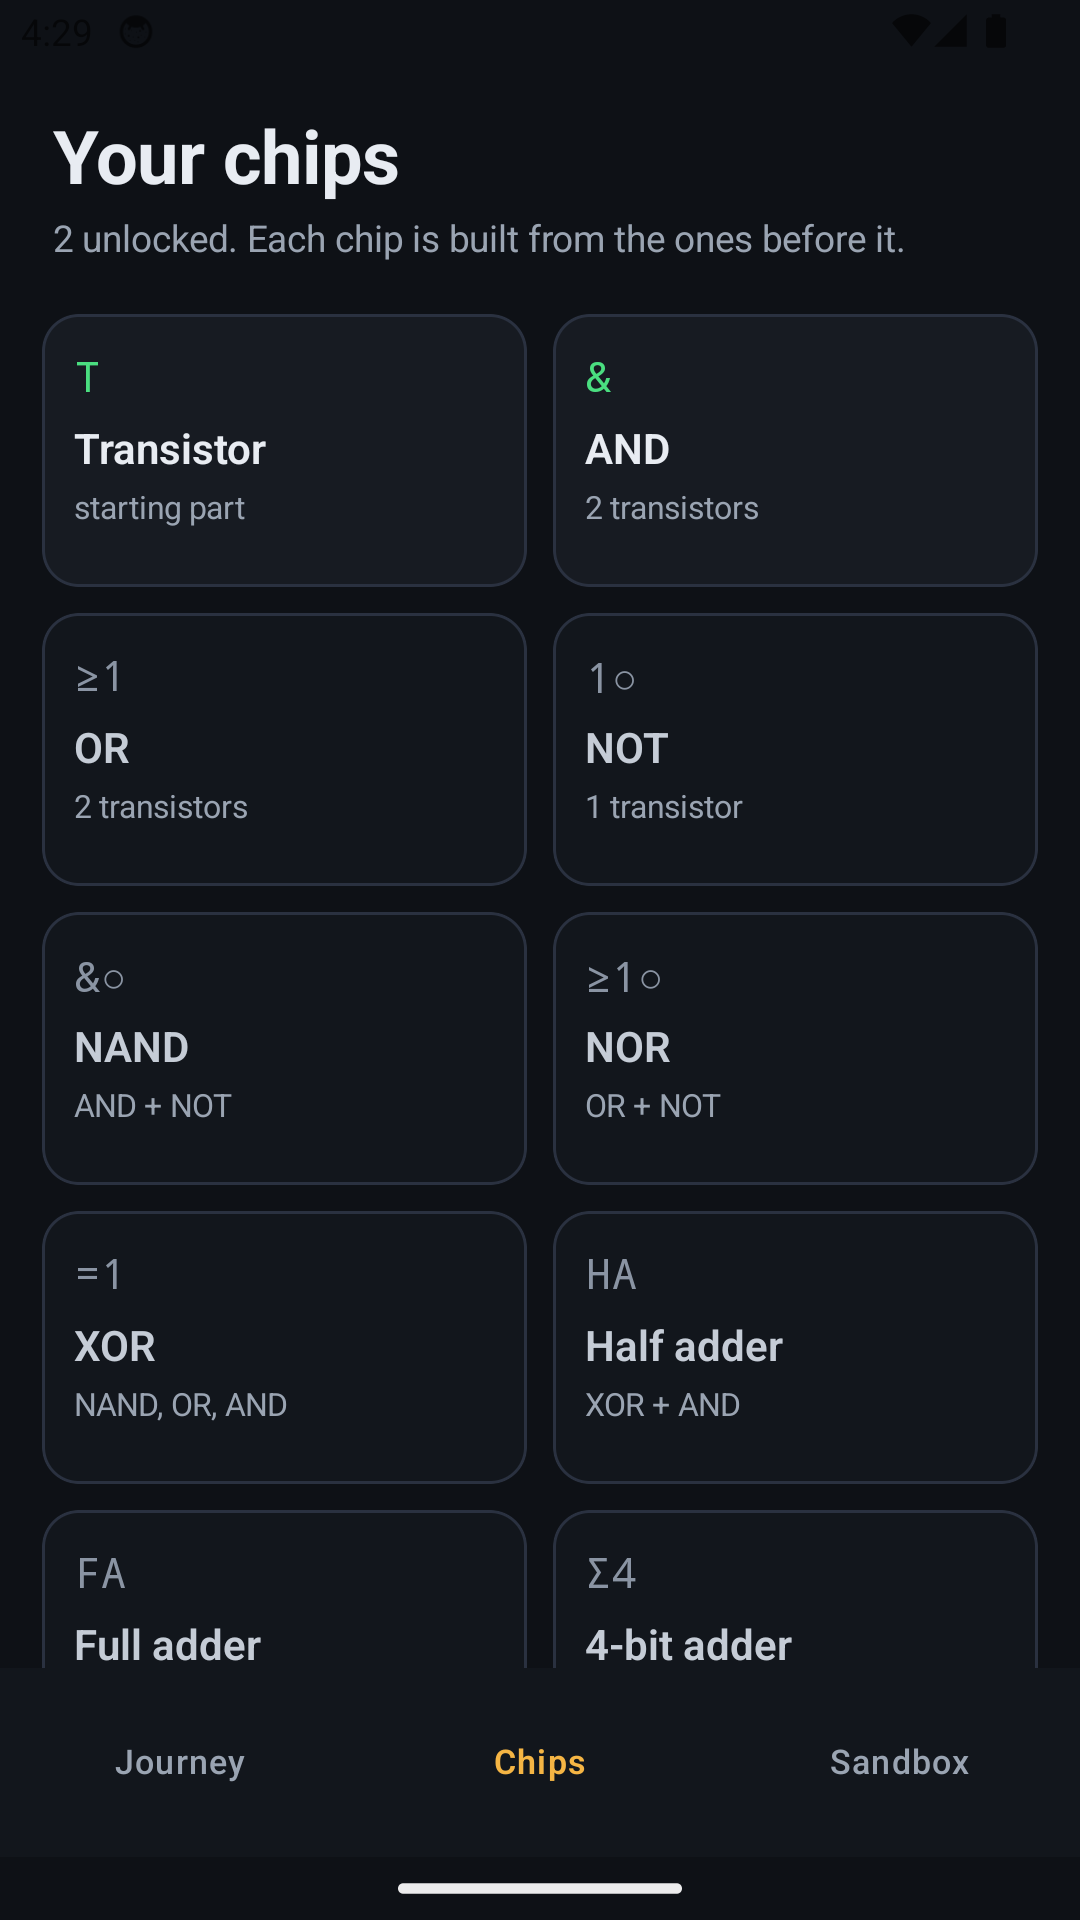 4:29
Your chips
2 unlocked. Each chip is built from the ones before it.
T
Transistor
starting part
&
AND
2 transistors
≥1
OR
2 transistors
1○
NOT
1 transistor
&○
NAND
AND + NOT
≥1○
NOR
OR + NOT
=1
XOR
NAND, OR, AND
HA
Half adder
XOR + AND
FA
Full adder
Σ4
4-bit adder
Journey
Chips
Sandbox